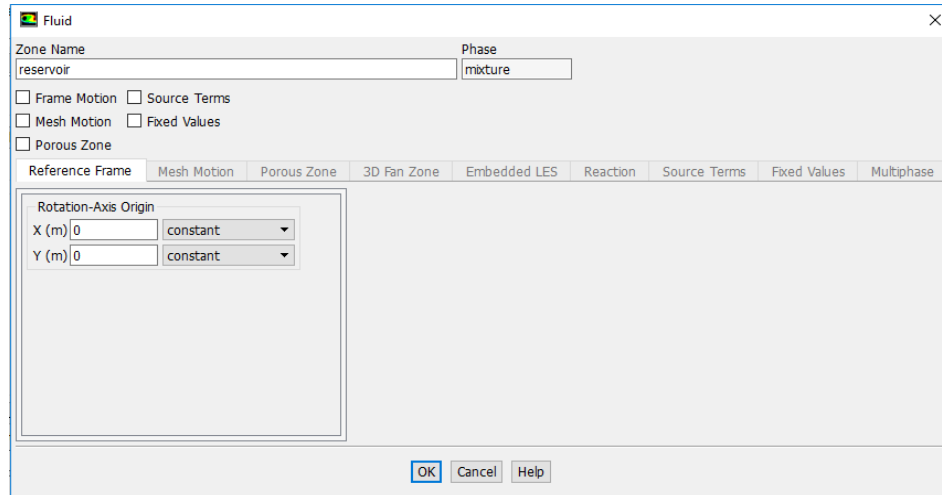 Fluid
Zone Name Phase
reservoir mixture
Frame Motion Source Terms
Mesh Motion Fixed Values
Porous Zone
Reference Frame Mesh Motion Porous Zone 3D Fan Zone Embedded LES Reaction Source Terms Fixed Values Multiphase
Rotation-Axis Origin
X (m) 0 constant
Y (m) 0 constant
OK Cancel Help